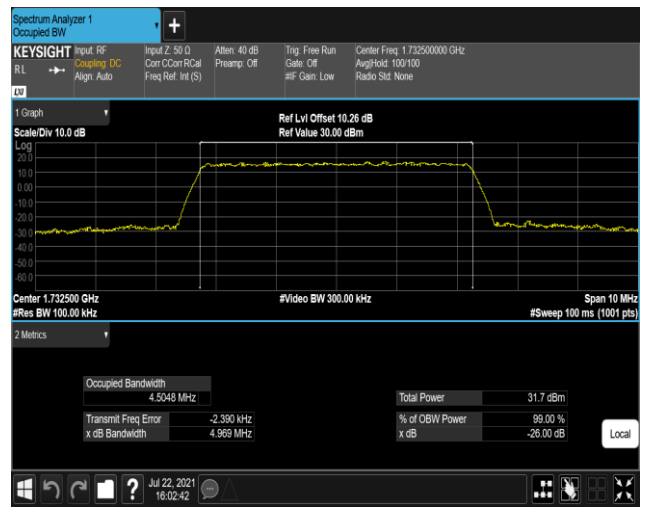 Spectrum Analyzer 1
Occupied BW
+
KEYSIGHT Input: RF Input Z: 50 Ω Atten: 40 dB Trig: Free Run Center Freq: 1.732500000 GHz
R L Coupling: DC Corr CCorr RCal Preamp: Off Gate: Off Avg|Hold: 100/100
Align: Auto Freq Ref: Int (S) #IF Gain: Low Radio Std: None
LXI
1 Graph Ref Lvl Offset 10.26 dB
Scale/Div 10.0 dB Ref Value 30.00 dBm
Log
20.0
10.0
0.00
-10.0
-20.0
-30.0
-40.0
-50.0
-60.0
Center 1.732500 GHz #Video BW 300.00 kHz Span 10 MHz
#Res BW 100.00 kHz #Sweep 100 ms (1001 pts)
2 Metrics
Occupied Bandwidth
4.5048 MHz Total Power 31.7 dBm
Transmit Freq Error -2.390 kHz % of OBW Power 99.00 %
x dB Bandwidth 4.969 MHz x dB -26.00 dB
Local
? Jul 22, 2021
16:02:42